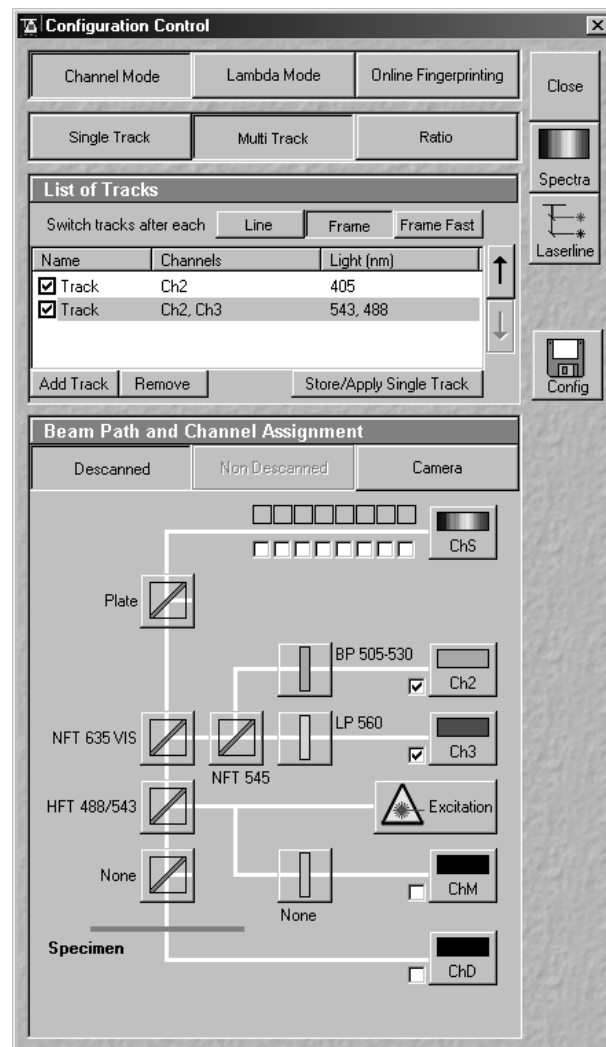 Configuration Control
Channel Mode Lambda Mode Online Fingerprinting
Close
Single Track Multi Track Ratio
Spectra
List of Tracks
Switch tracks after each Line Frame Frame Fast
Laserline
Name Channels Light (nm)
Track Ch2 405
Track Ch2, Ch3 543, 488
Add Track Remove Store/Apply Single Track
Config
Beam Path and Channel Assignment
Descanned Non Descanned Camera
ChS
Plate
BP 505-530
Ch2
LP 560
NFT 635 VIS
Ch3
NFT 545
HFT 488/543
Excitation
None
ChM
None
Specimen
ChD